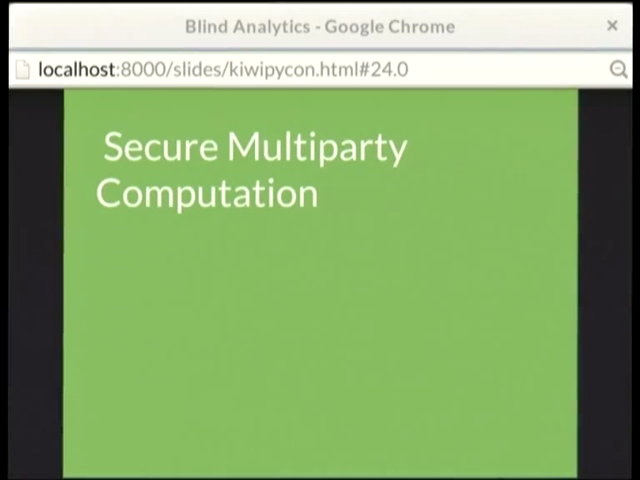 Blind Analytics - Google Chrome
localhost:8000/slides/kiwipycon.html#24.0
Secure Multiparty
Computation